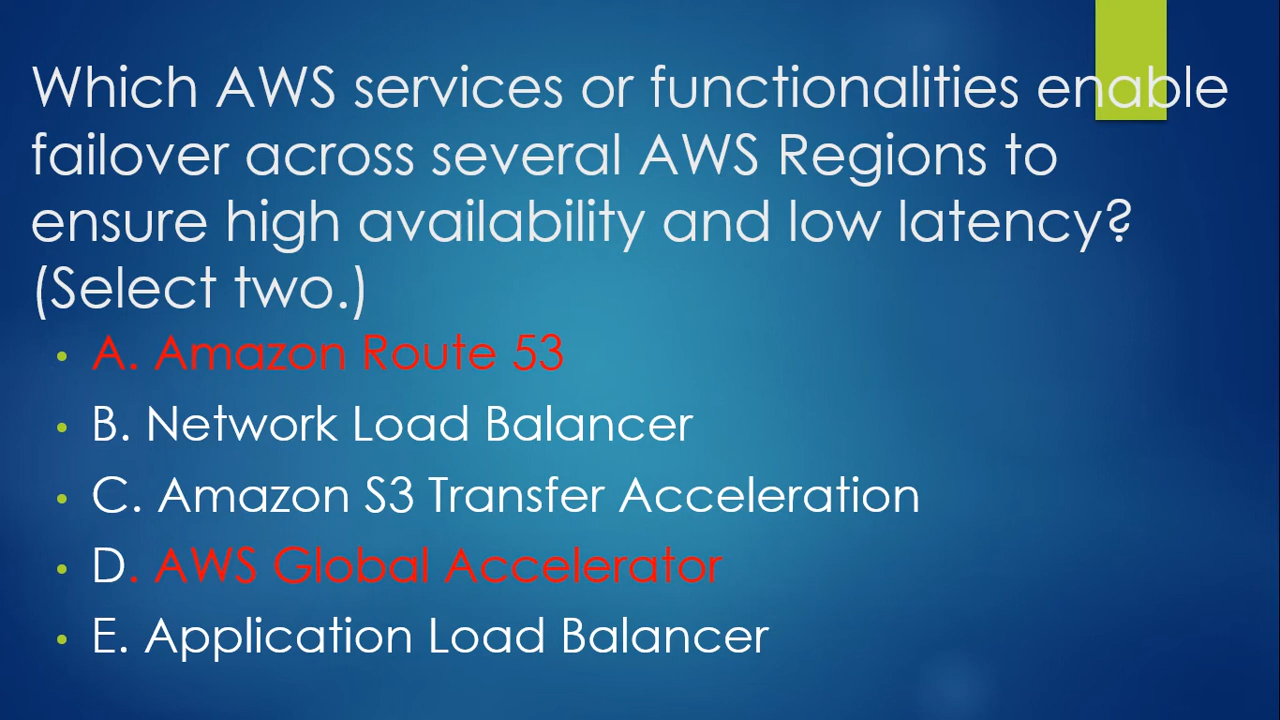 Which AWS services or functionalities enable
failover across several AWS Regions to
ensure high availability and low latency?
(Select two.)
• A. Amazon Route 53
• B. Network Load Balancer
• C. Amazon S3 Transfer Acceleration
• D. AWS Global Accelerator
• E. Application Load Balancer